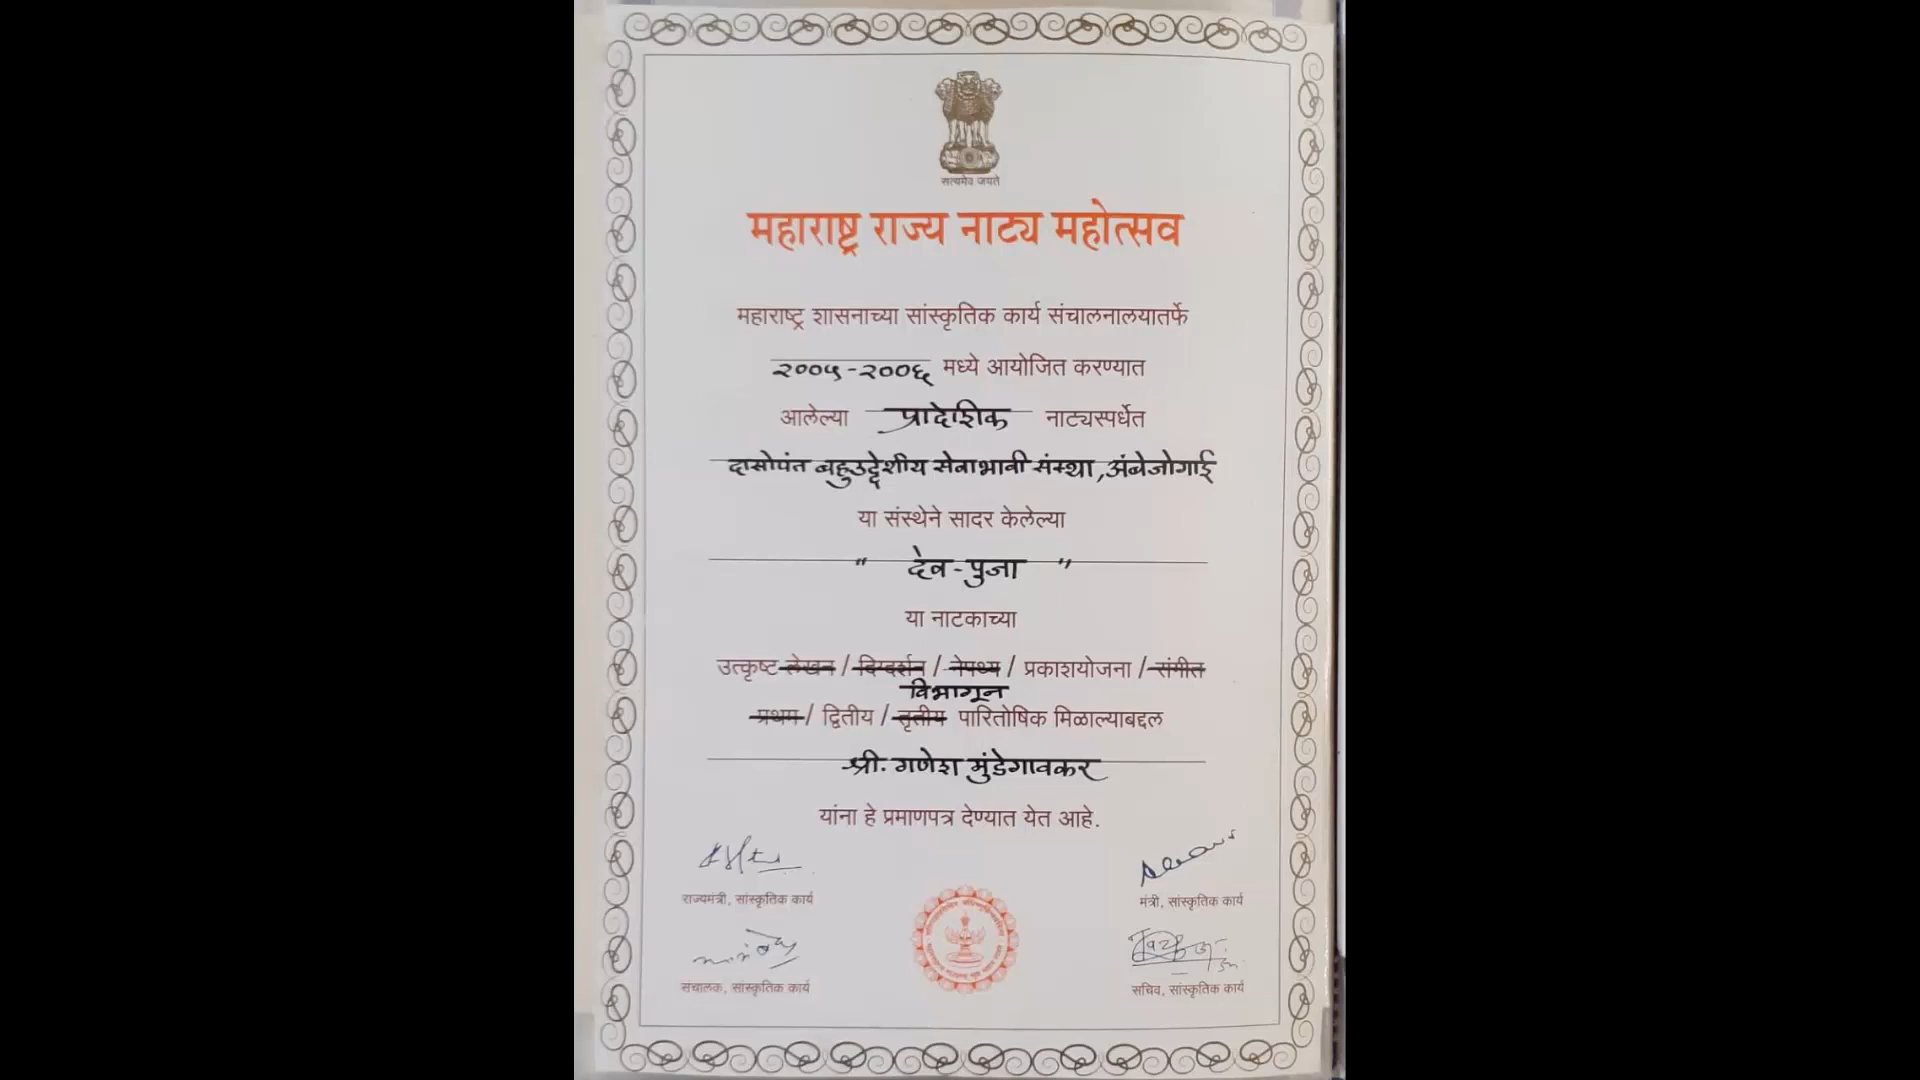 सत्यमेव जयते
महाराष्ट्र राज्य नाट्य महोत्सव
महाराष्ट्र शासनाच्या सांस्कृतिक कार्य संचालनालयातर्फे
२००५-२००६ मध्ये आयोजित करण्यात
आलेल्या प्रादेशिक नाट्यस्पर्धेत
दासोपंत बहुउद्देशीय सेवाभावी संस्था, अंबेजोगाई
या संस्थेने सादर केलेल्या
" देव-पुजा "
या नाटकाच्या
उत्कृष्ट लेखन / दिग्दर्शन / नेपथ्य / प्रकाशयोजना / संगीत
विभागून
प्रथम / द्वितीय / तृतीय पारितोषिक मिळाल्याबद्दल
श्री. गणेश मुंडेगावकर
यांना हे प्रमाणपत्र देण्यात येत आहे.
राज्यमंत्री, सांस्कृतिक कार्य
मंत्री, सांस्कृतिक कार्य
संचालक, सांस्कृतिक कार्य
सचिव, सांस्कृतिक कार्य